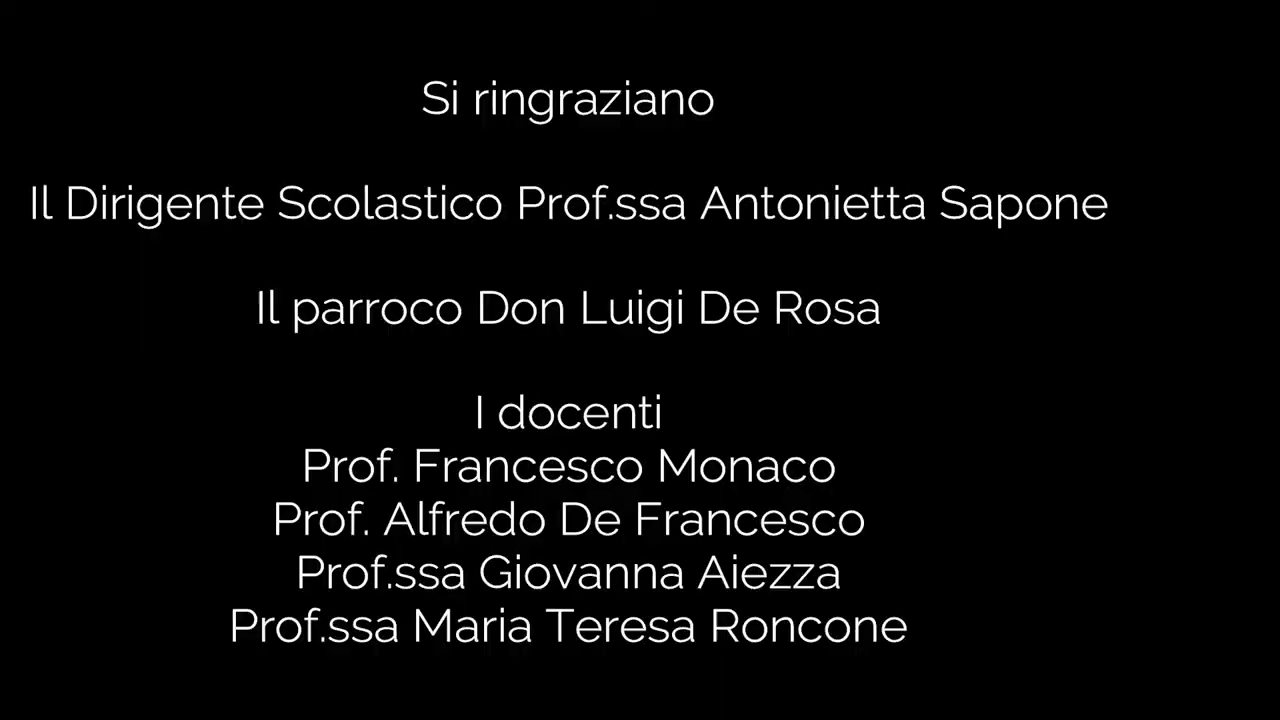 Si ringraziano
Il Dirigente Scolastico Prof.ssa Antonietta Sapone
Il parroco Don Luigi De Rosa
I docenti
Prof. Francesco Monaco
Prof. Alfredo De Francesco
Prof.ssa Giovanna Aiezza
Prof.ssa Maria Teresa Roncone